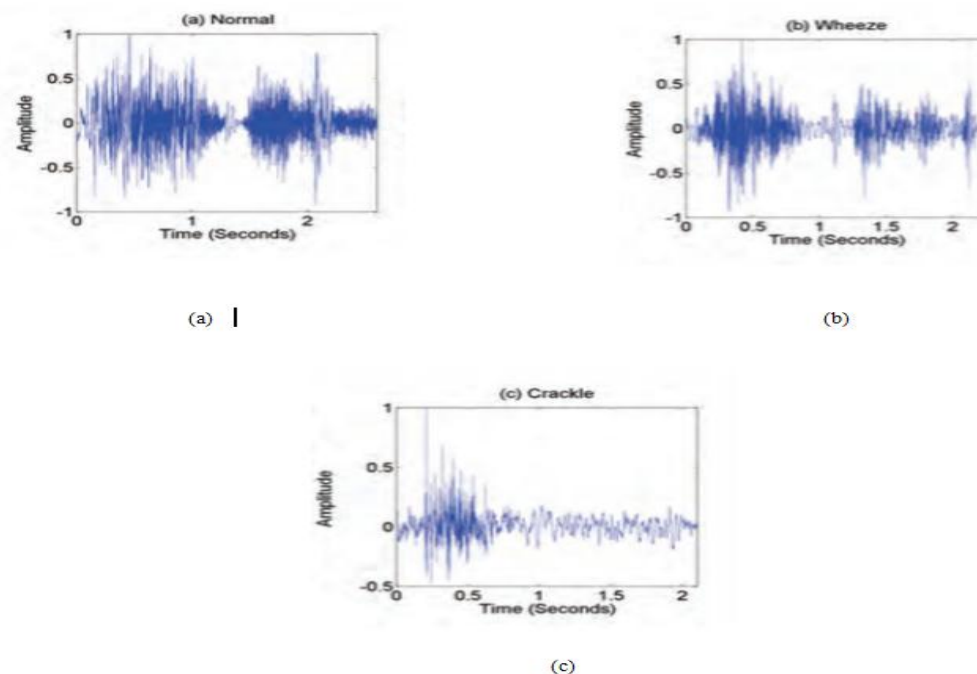 (a) Normal
1
0.5
0
-0.5
-1
Amplitude
0 1 2
Time (Seconds)
(b) Wheeze
1
0.5
0
-0.5
-1
Amplitude
0 0.5 1 1.5 2
Time (Seconds)
(a)
(b)
(c) Crackle
1
0.5
0
-0.5
Amplitude
0 0.5 1 1.5 2
Time (Seconds)
(c)